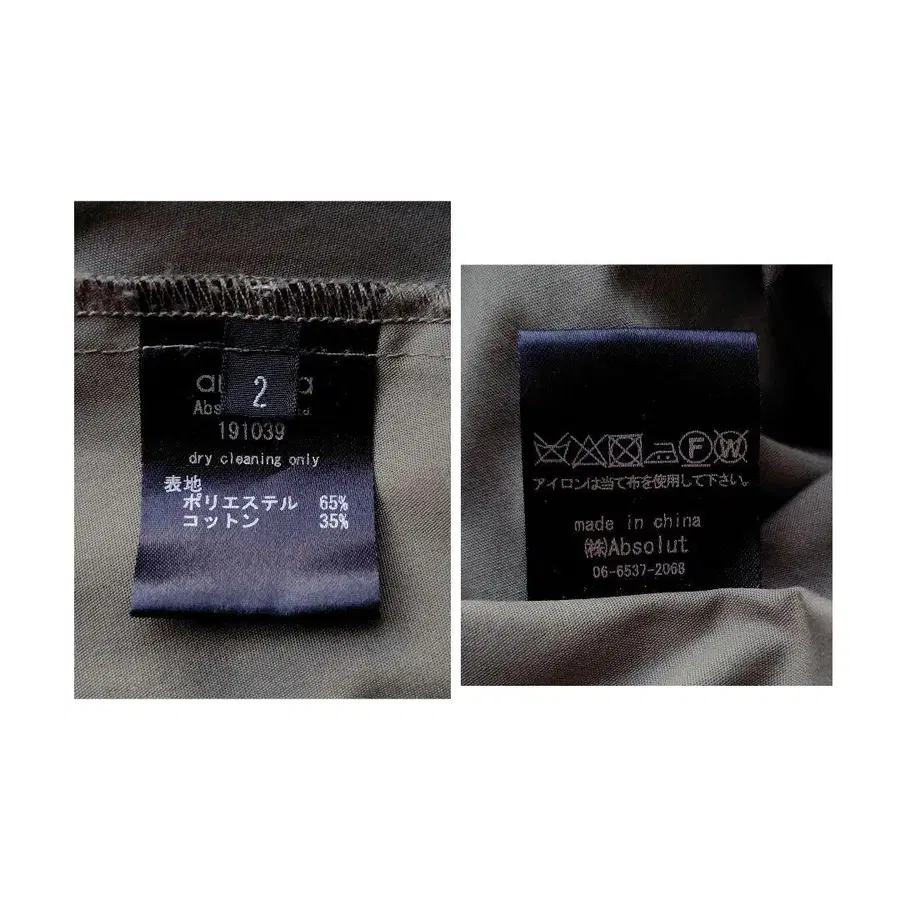 2
191039
dry cleaning only
表地
ポリエステル 65%
コットン 35%
F W
アイロンは当て布を使用して下さい。
made in china
㈱Absolut
06-6537-2068